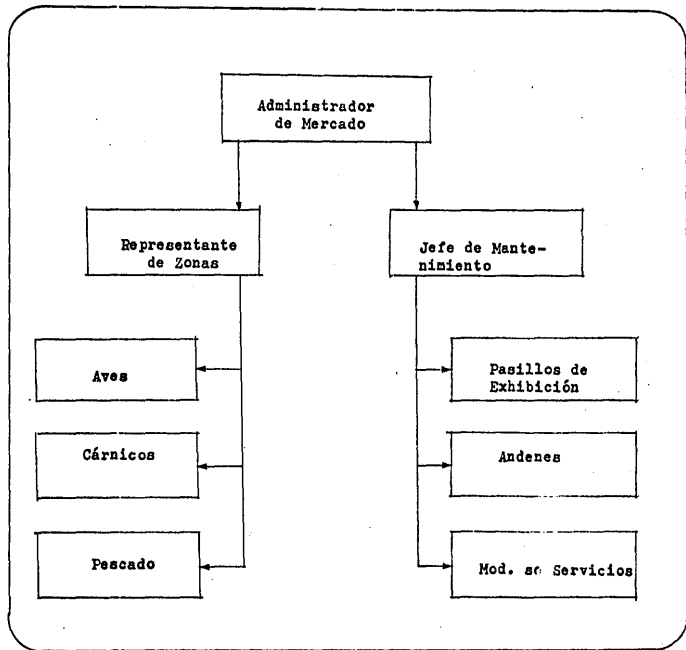 Administrador
de Mercado
Representante
de Zonas
Jefe de Mante-
nimiento
Aves
Pasillos de
Exhibición
Cárnicos
Andenes
Pescado
Mod. Servicios